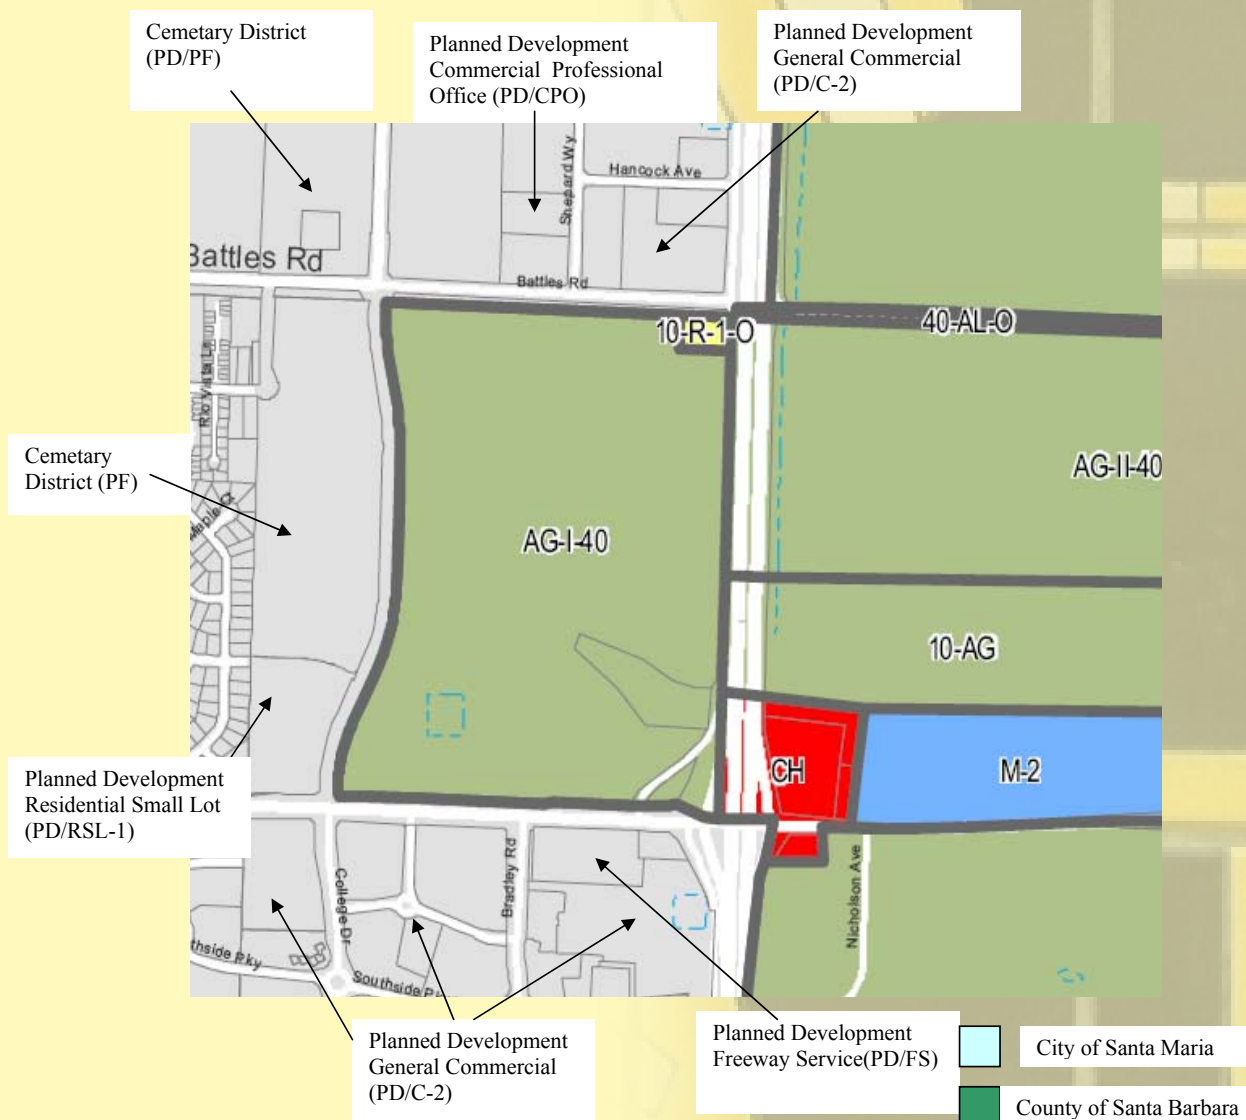 Cemetary District
(PD/PF)
Planned Development
Commercial Professional
Office (PD/CPO)
Planned Development
General Commercial
(PD/C-2)
Hancock Ave
Shepard Wy
Battles Rd
Battles Rd
10-R-1-O
40-AL-O
Rio Vista Ln
Cemetary
District (PF)
AG-II-40
Maple Ct
AG-I-40
10-AG
Planned Development
Residential Small Lot
(PD/RSL-1)
CH
M-2
College Dr
Bradley Rd
Nicholson Ave
thside Pky
Southside P
Planned Development
General Commercial
(PD/C-2)
Planned Development
Freeway Service(PD/FS)
City of Santa Maria
County of Santa Barbara